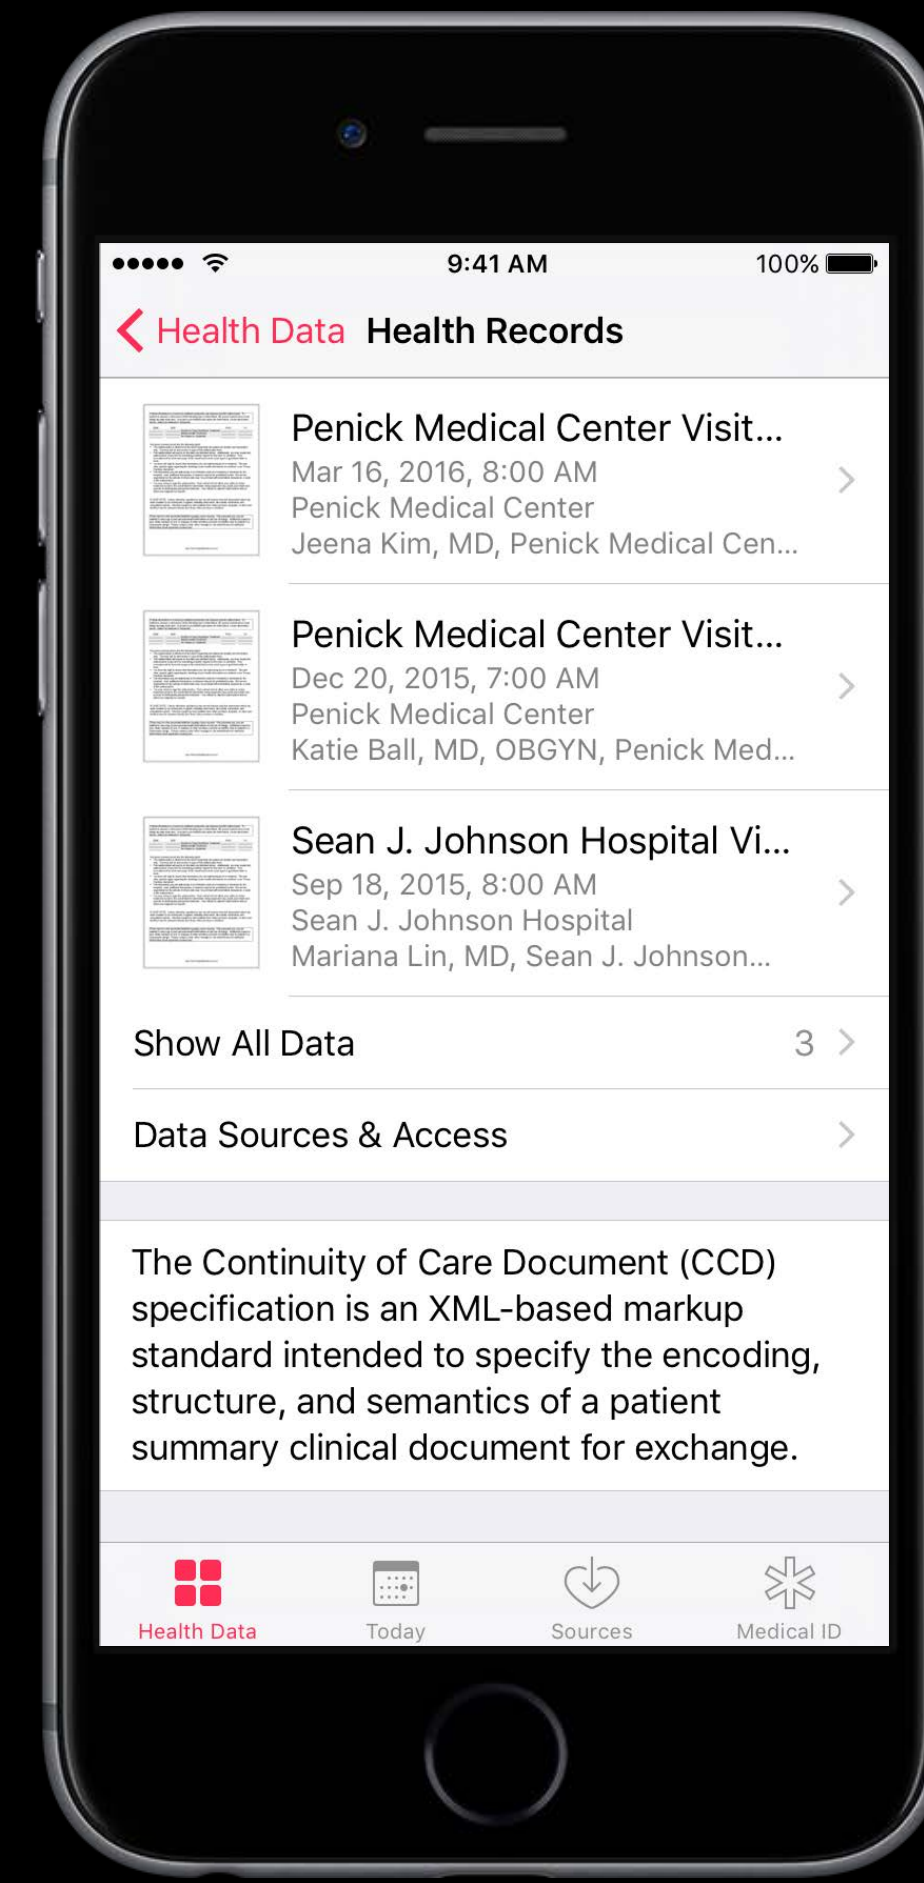 9:41 AM 100%
Health Data Health Records
Penick Medical Center Visit...
Mar 16, 2016, 8:00 AM
Penick Medical Center
Jeena Kim, MD, Penick Medical Cen...
Penick Medical Center Visit...
Dec 20, 2015, 7:00 AM
Penick Medical Center
Katie Ball, MD, OBGYN, Penick Med...
Sean J. Johnson Hospital Vi...
Sep 18, 2015, 8:00 AM
Sean J. Johnson Hospital
Mariana Lin, MD, Sean J. Johnson...
Show All Data 3
Data Sources & Access
The Continuity of Care Document (CCD)
specification is an XML-based markup
standard intended to specify the encoding,
structure, and semantics of a patient
summary clinical document for exchange.
Health Data Today Sources Medical ID